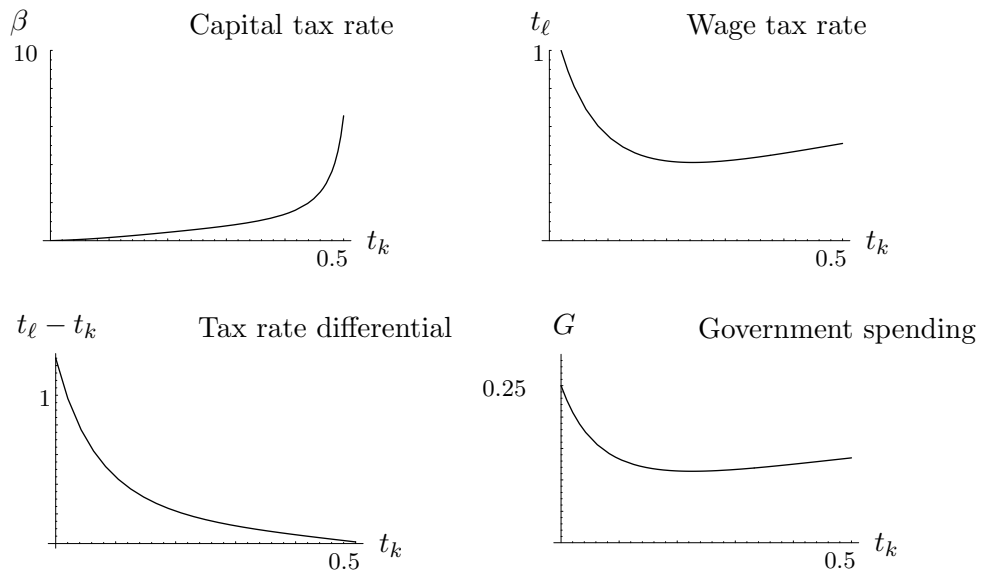 β Capital tax rate
10
t_k
0.5
t_ℓ Wage tax rate
1
t_k
0.5
t_ℓ − t_k Tax rate differential
1
t_k
0.5
G Government spending
0.25
t_k
0.5